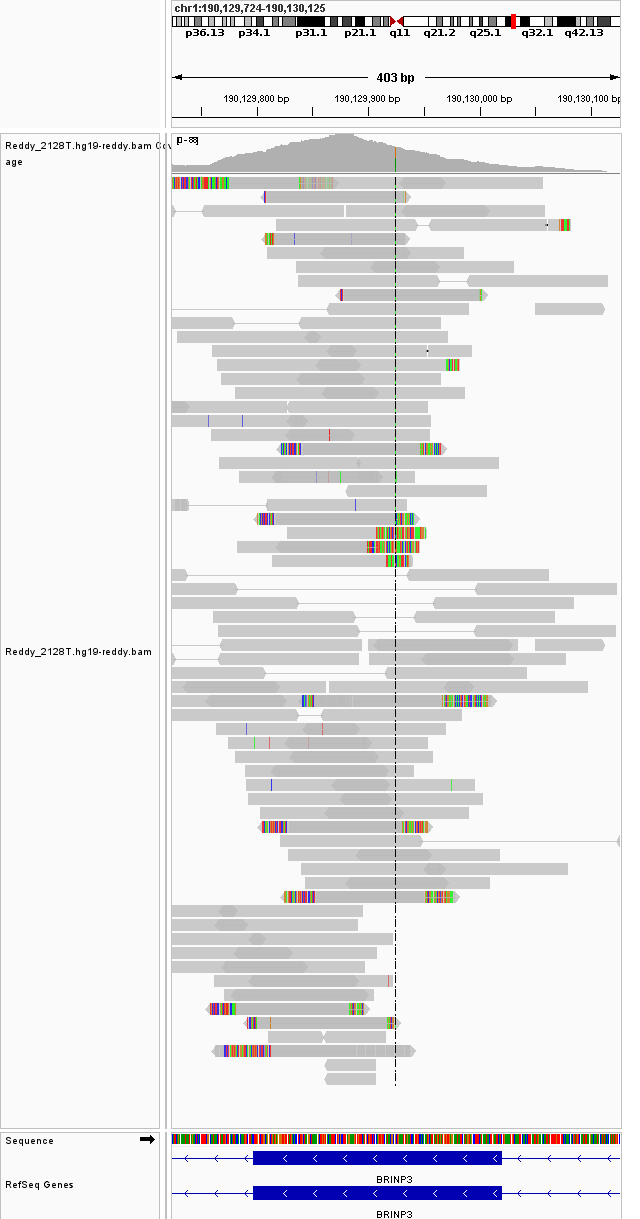 chr1:190,129,724-190,130,125
p36.13 p34.1 p31.1 p21.1 q11 q21.2 q25.1 q32.1 q42.13
403 bp
190,129,800 bp 190,129,900 bp 190,130,000 bp 190,130,100 bp
Reddy_2128T.hg19-reddy.bam Cov
age
[0-88]
Reddy_2128T.hg19-reddy.bam
Sequence
RefSeq Genes
BRINP3
BRINP3